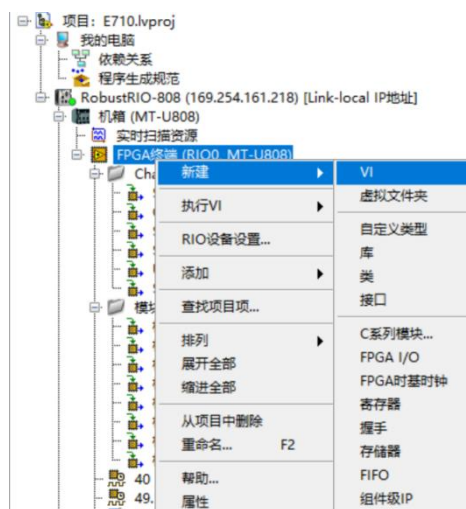 项目: E710.lvproj
我的电脑
依赖关系
程序生成规范
RobustRIO-808 (169.254.161.218) [Link-local IP地址]
机箱 (MT-U808)
实时扫描资源
FPGA终端 (RIO0, MT-U808)
Cha
模块
40
49.
新建
执行VI
RIO设备设置...
添加
查找项目项...
排列
展开全部
缩进全部
从项目中删除
重命名... F2
帮助...
属性
VI
虚拟文件夹
自定义类型
库
类
接口
C系列模块...
FPGA I/O
FPGA时基时钟
寄存器
握手
存储器
FIFO
组件级IP